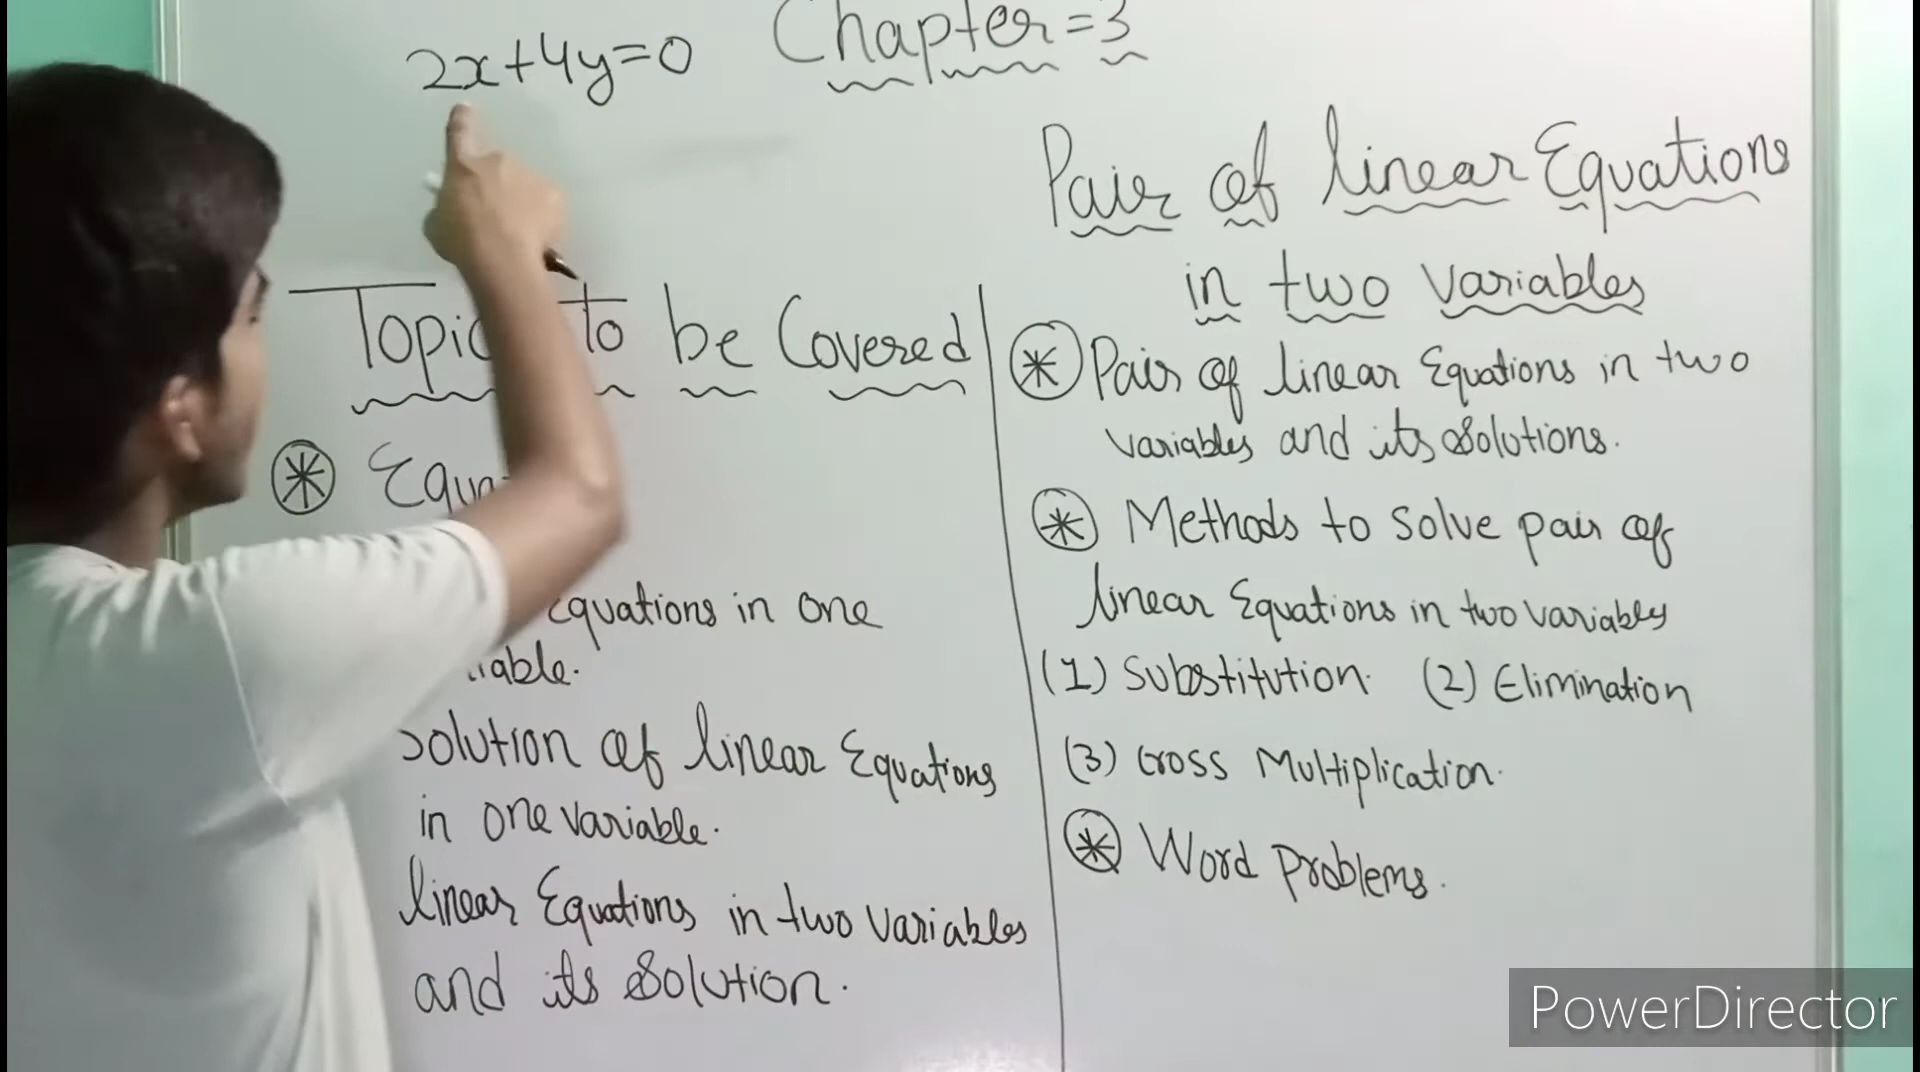 2x+4y=0
Chapter=3
Pair of linear Equations
in two variables
to be Covered
equations in one
solution of linear Equations
in one variable.
linear Equations in two variables
and its solution.
* Pair of linear Equations in two
variables and its solutions.
* Methods to solve pair of
linear Equations in two variables
(1) Substitution. (2) Elimination
(3) Cross Multiplication.
* Word Problems.
PowerDirector